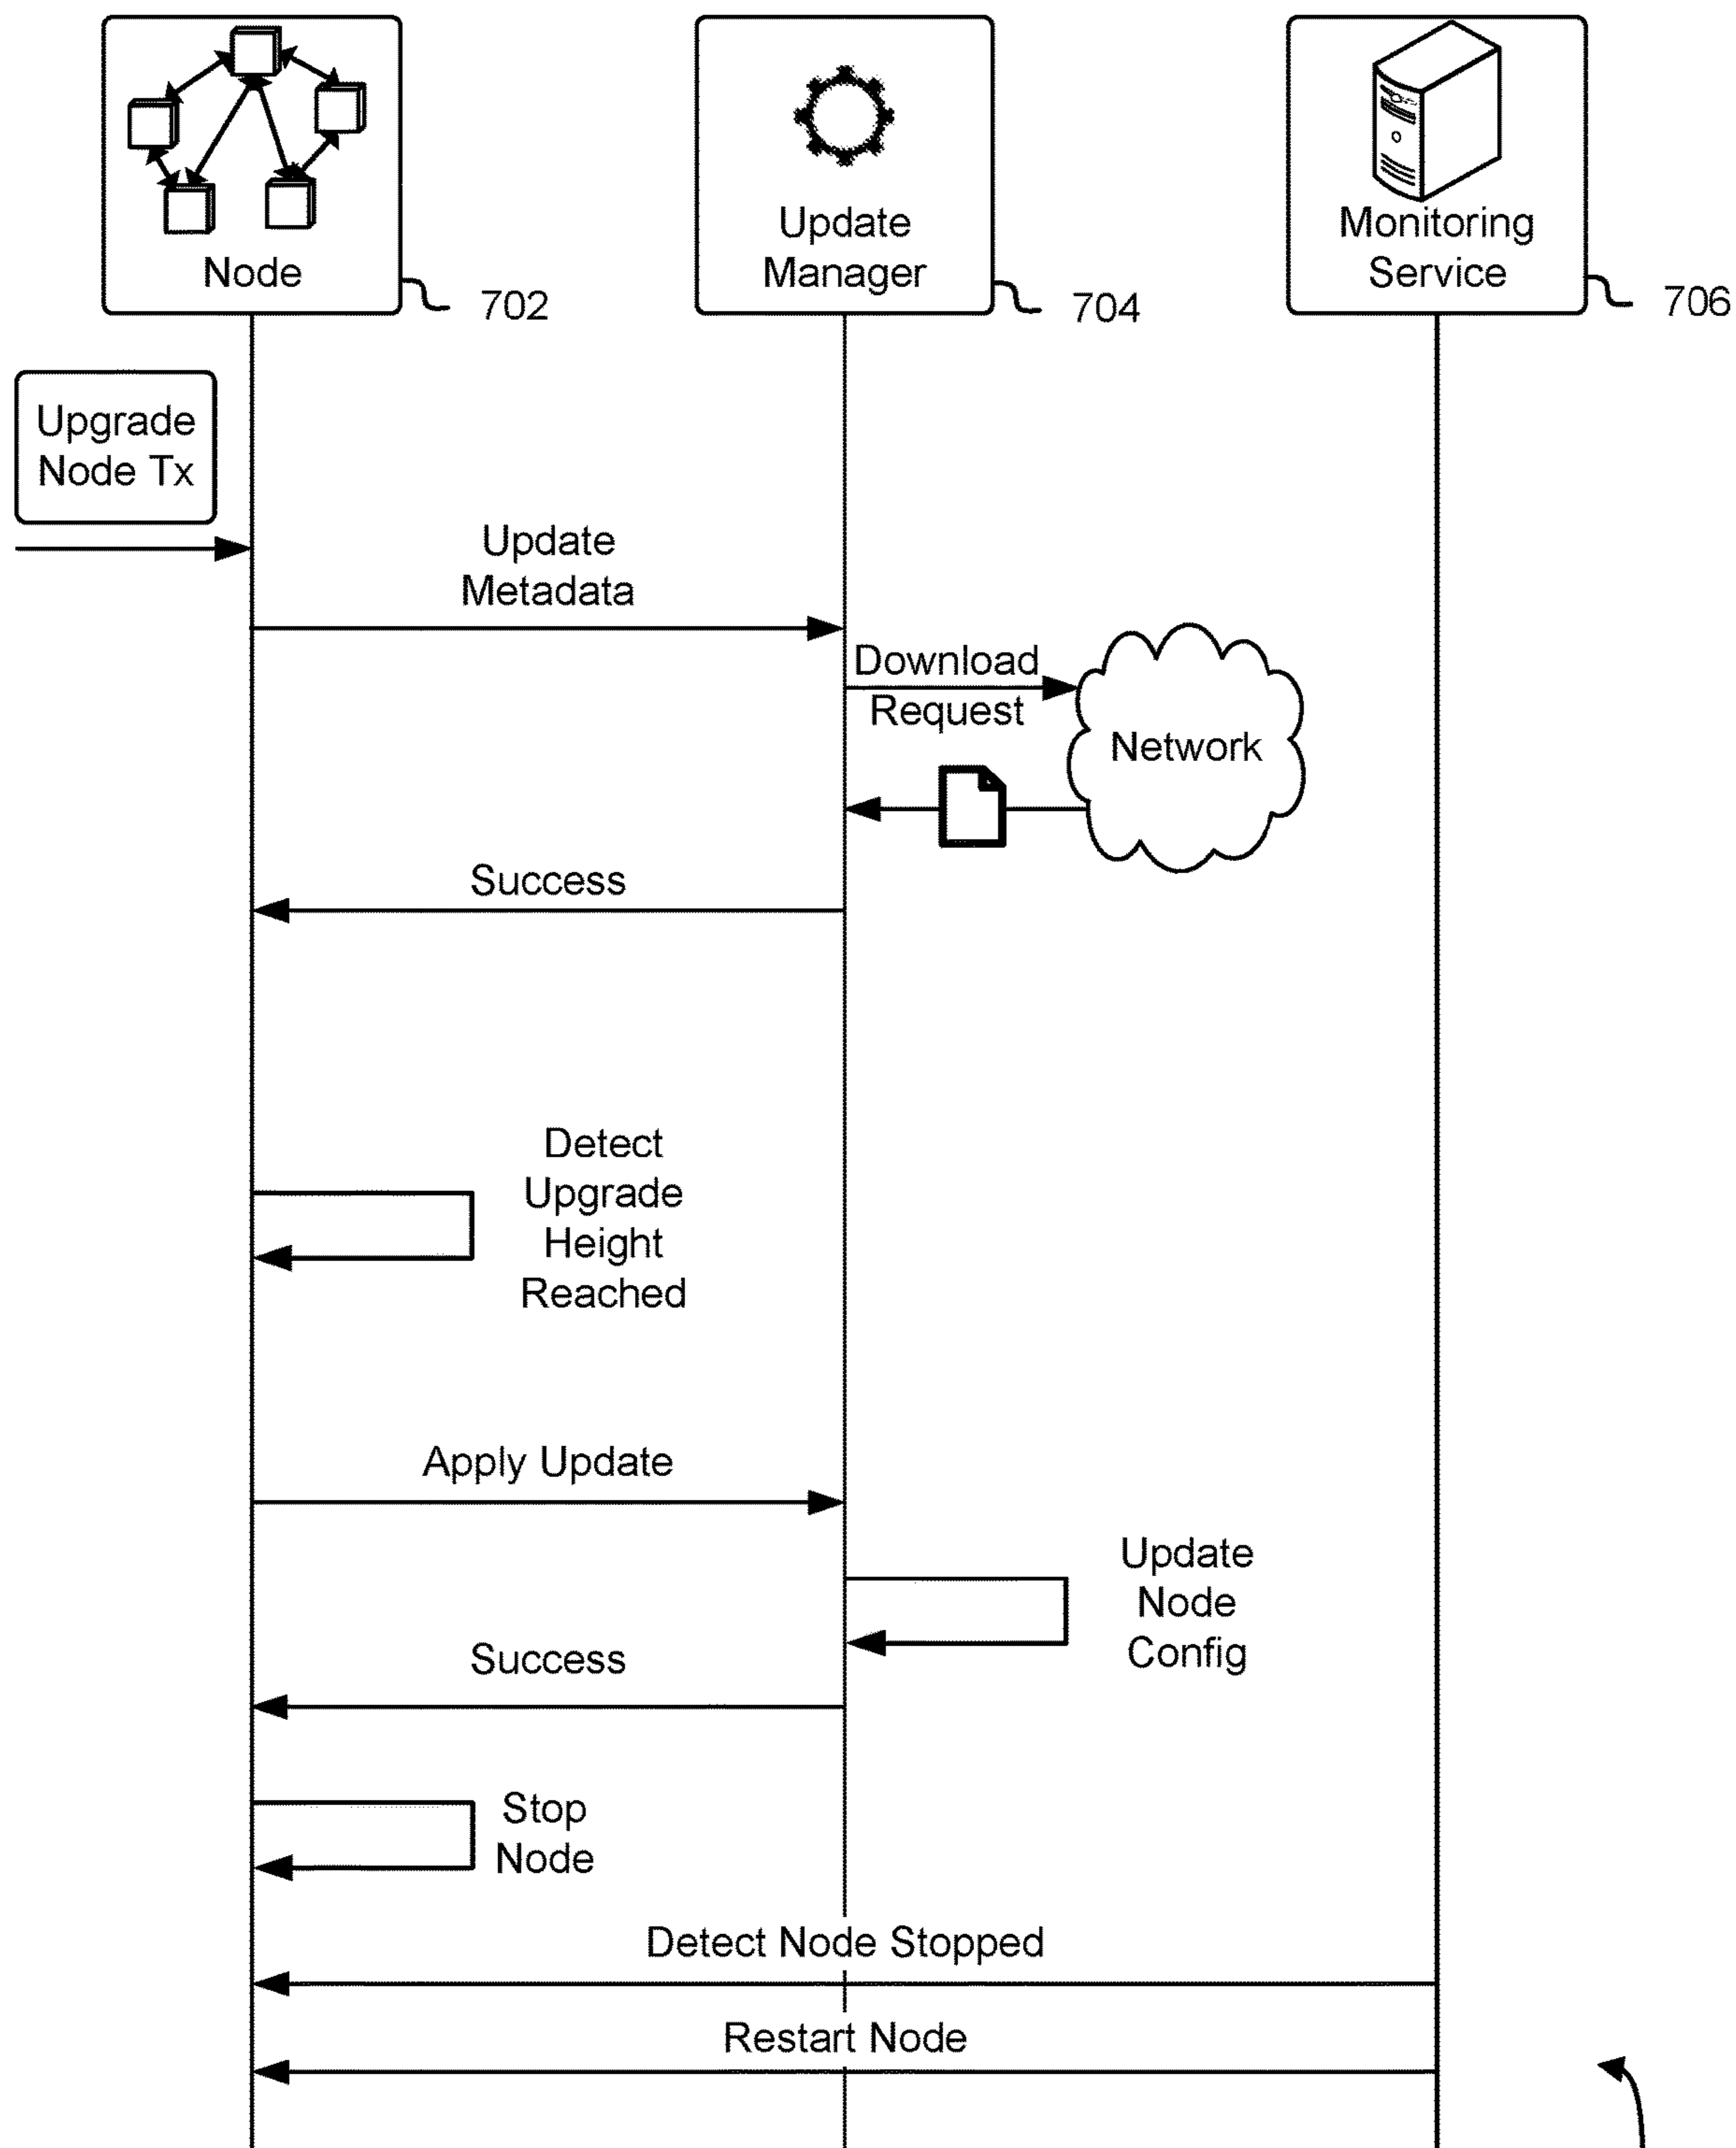 Node
702
Update
Manager
704
Monitoring
Service
706
Upgrade
Node Tx
Update
Metadata
Download
Request
Network
Success
Detect
Upgrade
Height
Reached
Apply Update
Update
Node
Config
Success
Stop
Node
Detect Node Stopped
Restart Node